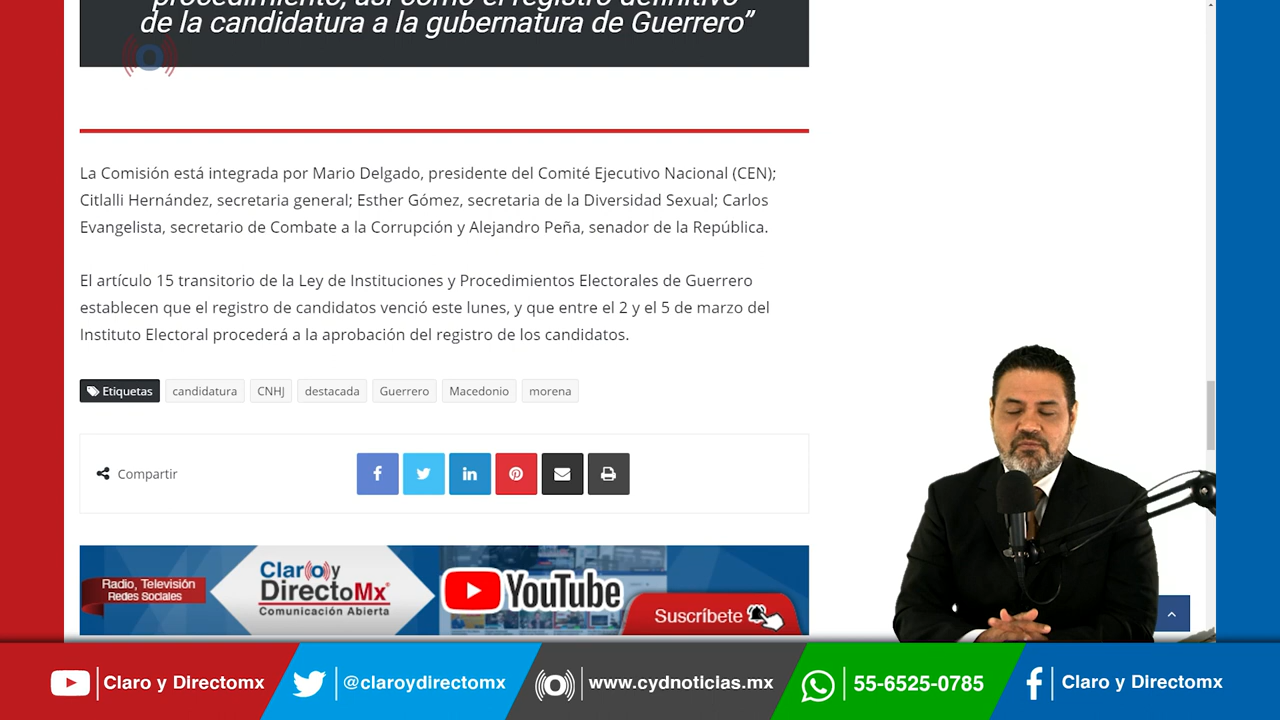 procedimiento, así como el registro definitivo
de la candidatura a la gubernatura de Guerrero”
La Comisión está integrada por Mario Delgado, presidente del Comité Ejecutivo Nacional (CEN);
Citlalli Hernández, secretaria general; Esther Gómez, secretaria de la Diversidad Sexual; Carlos
Evangelista, secretario de Combate a la Corrupción y Alejandro Peña, senador de la República.
El artículo 15 transitorio de la Ley de Instituciones y Procedimientos Electorales de Guerrero
establecen que el registro de candidatos venció este lunes, y que entre el 2 y el 5 de marzo del
Instituto Electoral procederá a la aprobación del registro de los candidatos.
Etiquetas candidatura CNHJ destacada Guerrero Macedonio morena
Compartir
Radio, Televisión
Redes Sociales
Claro y
DirectoMx
Comunicación Abierta
YouTube
Suscríbete
Claro y Directomx @claroydirectomx www.cydnoticias.mx 55-6525-0785 Claro y Directomx